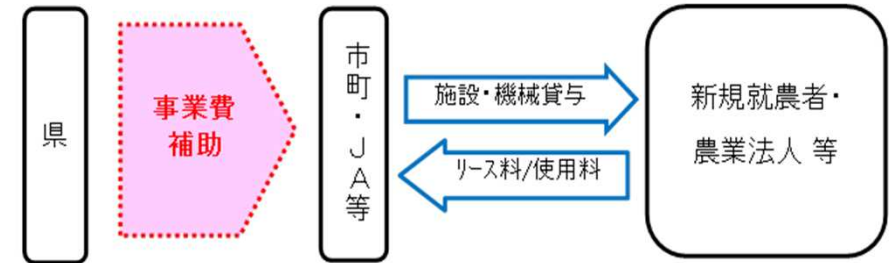 県
事業費
補助
市町・JA等
施設・機械貸与
リース料/使用料
新規就農者・
農業法人 等